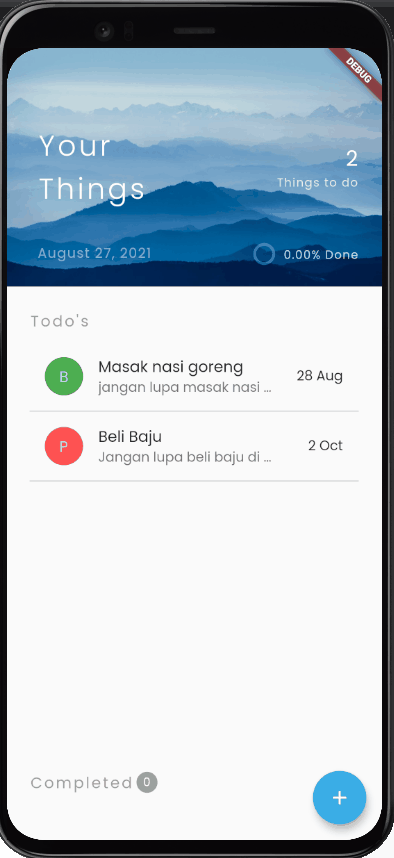 DEBUG
Your
Things
2
Things to do
August 27, 2021
0.00% Done
Todo's
B
Masak nasi goreng
jangan lupa masak nasi ...
28 Aug
P
Beli Baju
Jangan lupa beli baju di ...
2 Oct
Completed 0
+